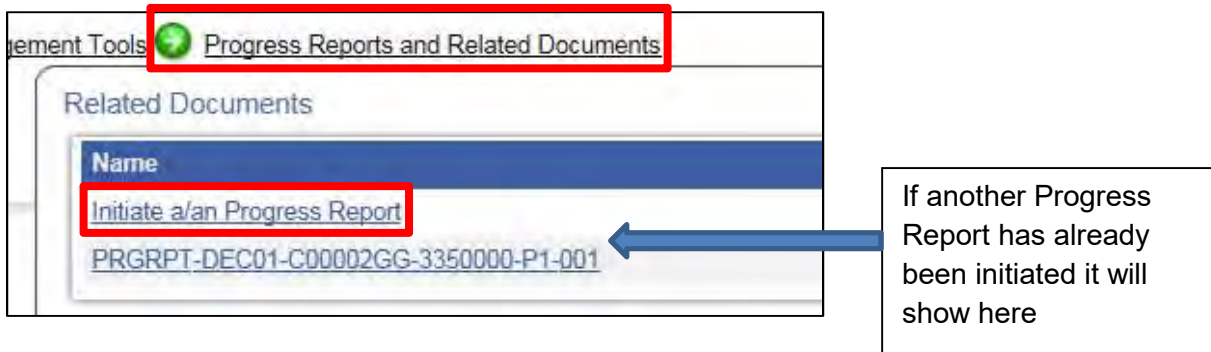 Tools Progress Reports and Related Documents
Related Documents
Name
Initiate a/an Progress Report
PRGRPT-DEC01-C00002GG-3350000-P1-001
If another Progress
Report has already
been initiated it will
show here